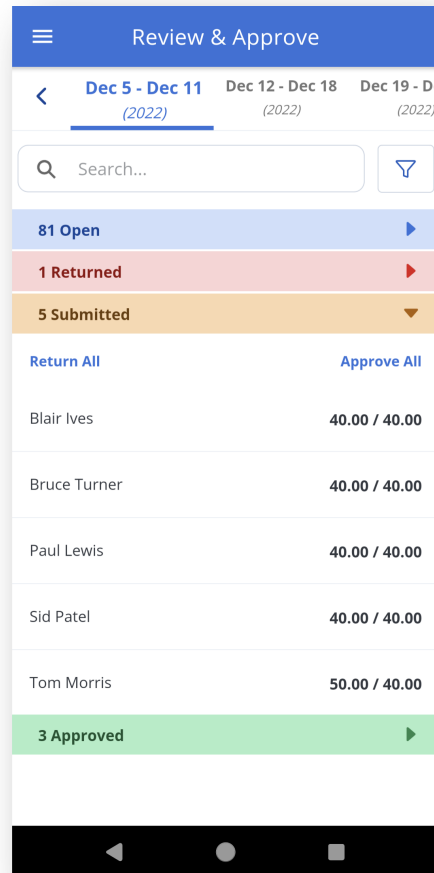 Review & Approve
Dec 5 - Dec 11 Dec 12 - Dec 18 Dec 19 - D
(2022) (2022) (2022)
Search...
81 Open
1 Returned
5 Submitted
Return All Approve All
Blair Ives 40.00 / 40.00
Bruce Turner 40.00 / 40.00
Paul Lewis 40.00 / 40.00
Sid Patel 40.00 / 40.00
Tom Morris 50.00 / 40.00
3 Approved